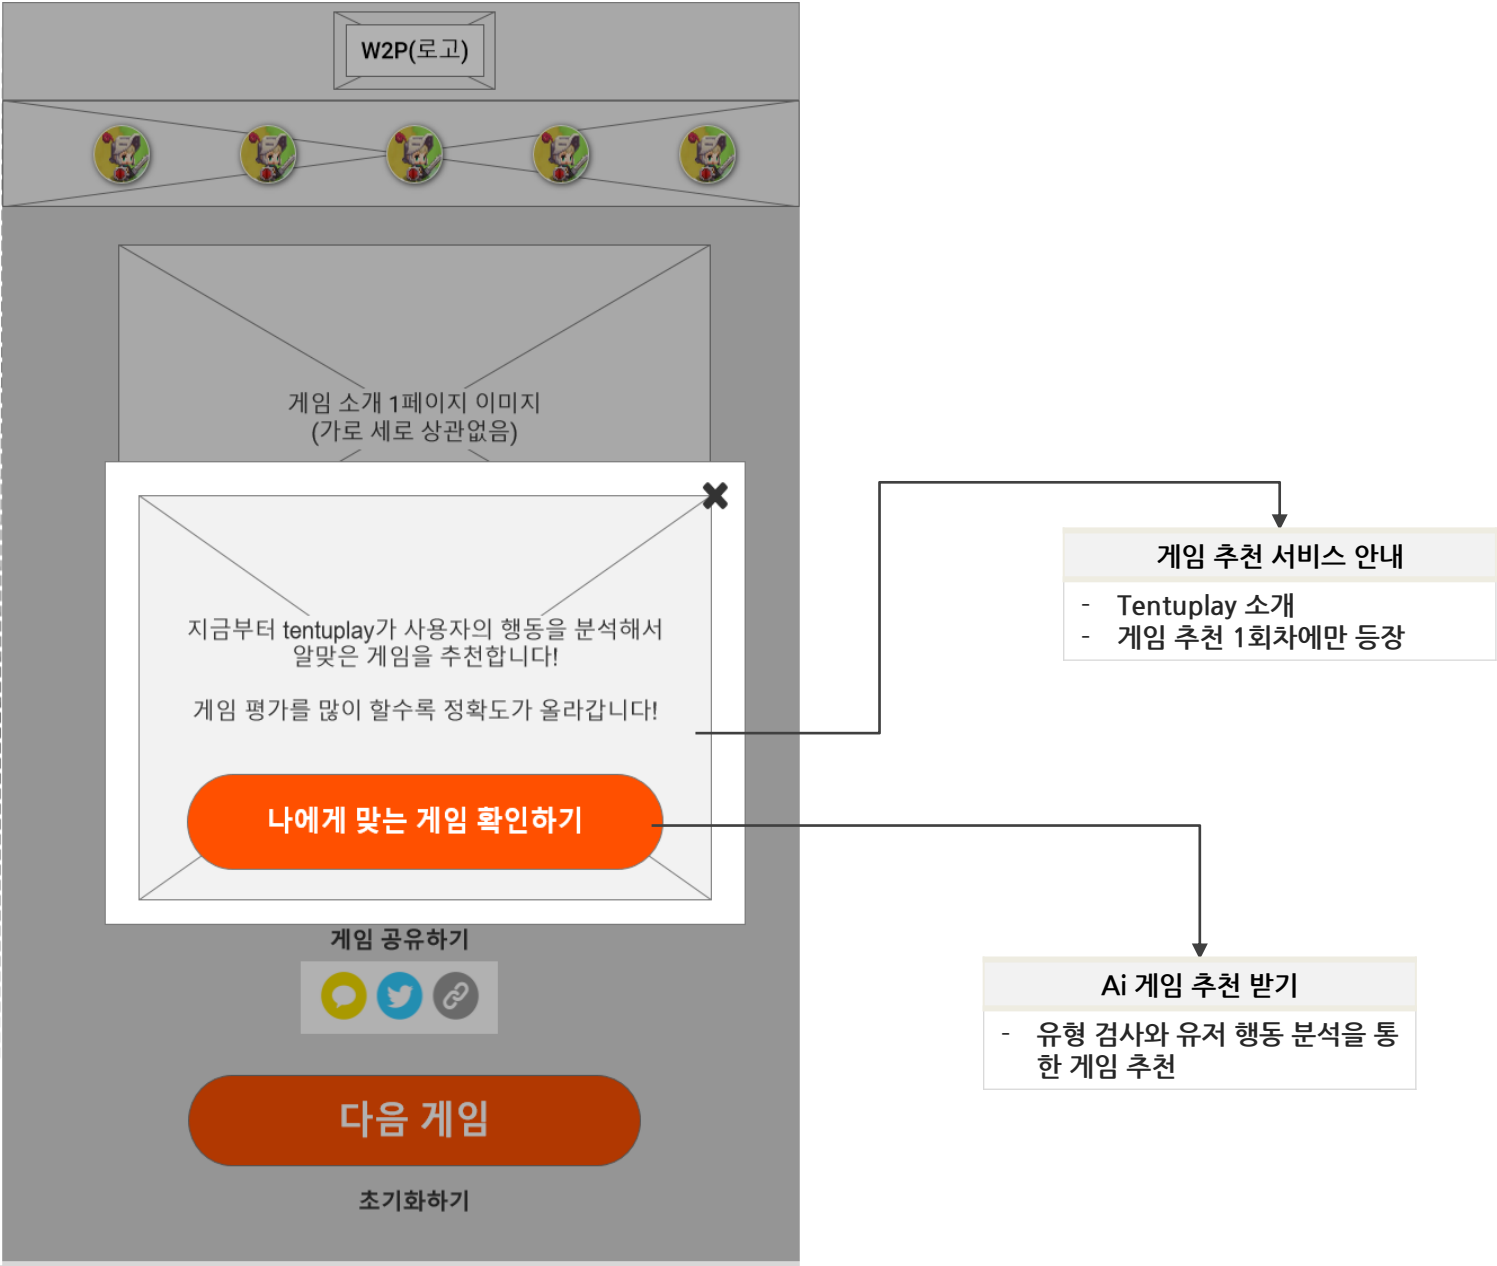 W2P(로고)
게임 소개 1페이지 이미지
(가로 세로 상관없음)
지금부터 tentuplay가 사용자의 행동을 분석해서
알맞은 게임을 추천합니다!
게임 평가를 많이 할수록 정확도가 올라갑니다!
나에게 맞는 게임 확인하기
게임 공유하기
다음 게임
초기화하기
게임 추천 서비스 안내
- Tentuplay 소개
- 게임 추천 1회차에만 등장
Ai 게임 추천 받기
- 유형 검사와 유저 행동 분석을 통
한 게임 추천